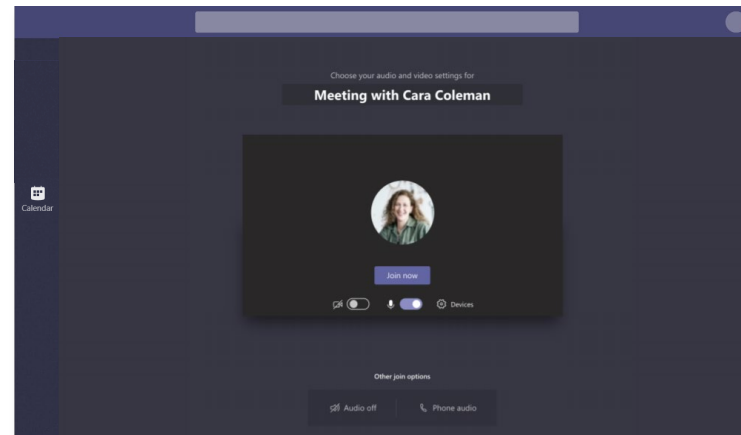 Choose your audio and video settings for
Meeting with Cara Coleman
Calendar
Join now
Devices
Other join options
Audio off
Phone audio